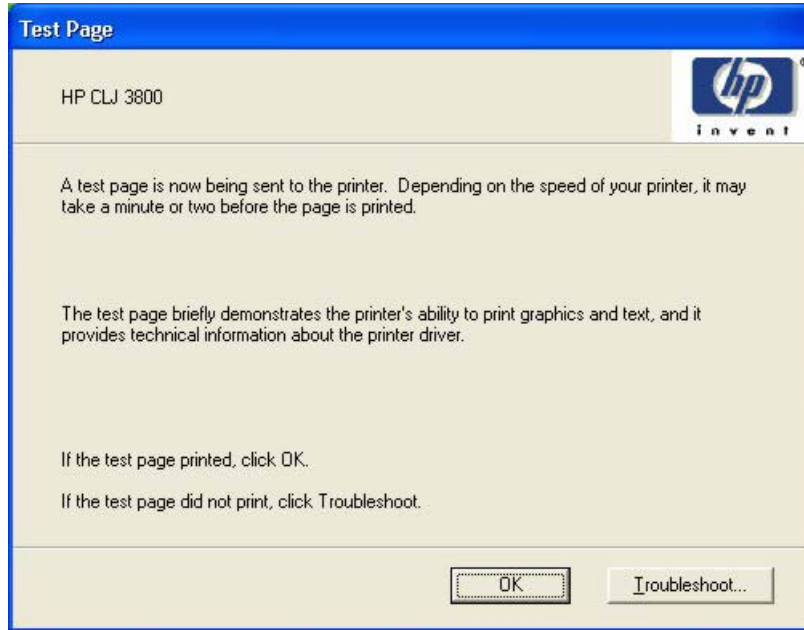 Test Page
HP CLJ 3800
hp
invent
A test page is now being sent to the printer. Depending on the speed of your printer, it may
take a minute or two before the page is printed.
The test page briefly demonstrates the printer's ability to print graphics and text, and it
provides technical information about the printer driver.
If the test page printed, click OK.
If the test page did not print, click Troubleshoot.
OK
Troubleshoot...